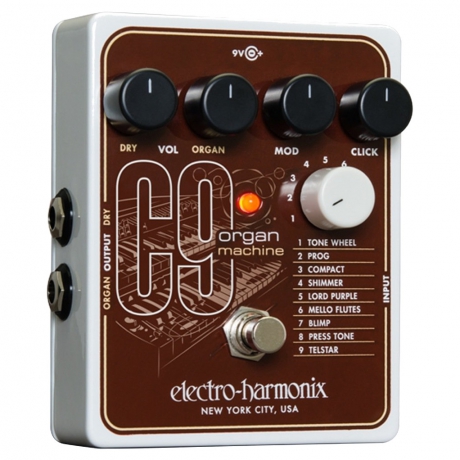 9V
DRY VOL ORGAN MOD CLICK
1 2 3 4 5 6
C9
organ
machine
1 TONE WHEEL
2 PROG
3 COMPACT
4 SHIMMER
5 LORD PURPLE
6 MELLO FLUTES
7 BLIMP
8 PRESS TONE
9 TELSTAR
ORGAN OUTPUT DRY
INPUT
electro-harmonix
NEW YORK CITY, USA